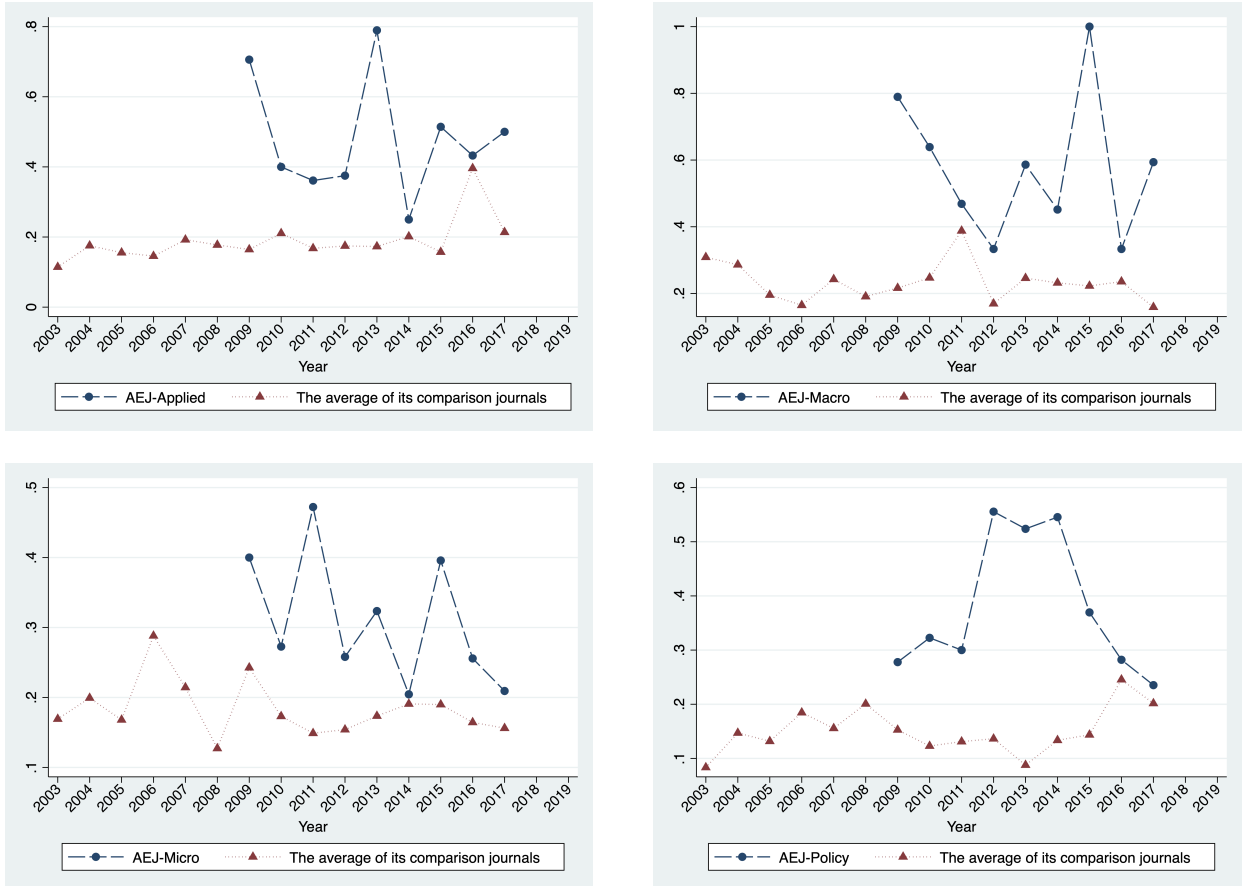 .8
.6
.4
.2
0
2003 2004 2005 2006 2007 2008 2009 2010 2011 2012 2013 2014 2015 2016 2017 2018 2019
Year
AEJ-Applied The average of its comparison journals
1
.8
.6
.4
.2
2003 2004 2005 2006 2007 2008 2009 2010 2011 2012 2013 2014 2015 2016 2017 2018 2019
Year
AEJ-Macro The average of its comparison journals
.5
.4
.3
.2
.1
2003 2004 2005 2006 2007 2008 2009 2010 2011 2012 2013 2014 2015 2016 2017 2018 2019
Year
AEJ-Micro The average of its comparison journals
.6
.5
.4
.3
.2
.1
2003 2004 2005 2006 2007 2008 2009 2010 2011 2012 2013 2014 2015 2016 2017 2018 2019
Year
AEJ-Policy The average of its comparison journals